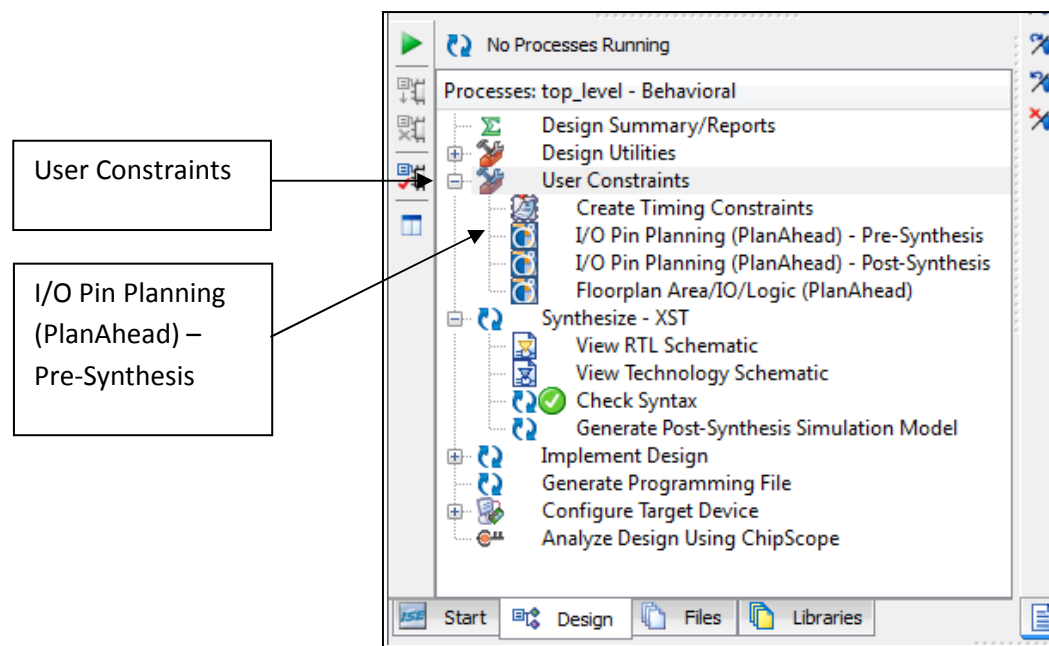 User Constraints
I/O Pin Planning
(PlanAhead) –
Pre-Synthesis
No Processes Running
Processes: top_level - Behavioral
Design Summary/Reports
Design Utilities
User Constraints
Create Timing Constraints
I/O Pin Planning (PlanAhead) - Pre-Synthesis
I/O Pin Planning (PlanAhead) - Post-Synthesis
Floorplan Area/IO/Logic (PlanAhead)
Synthesize - XST
View RTL Schematic
View Technology Schematic
Check Syntax
Generate Post-Synthesis Simulation Model
Implement Design
Generate Programming File
Configure Target Device
Analyze Design Using ChipScope
ISE Start Design Files Libraries